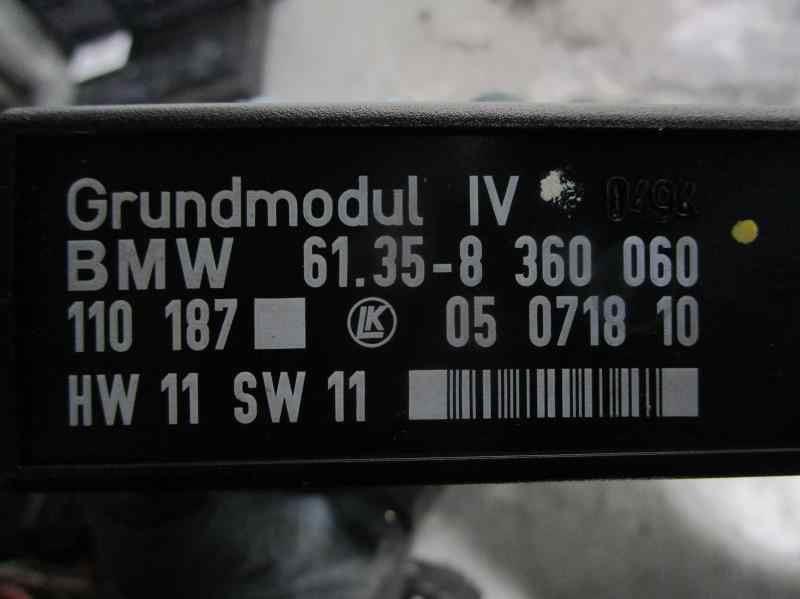 Grundmodul IV
BMW 61.35-8 360 060
110 187 LK 05 0718 10
HW 11 SW 11